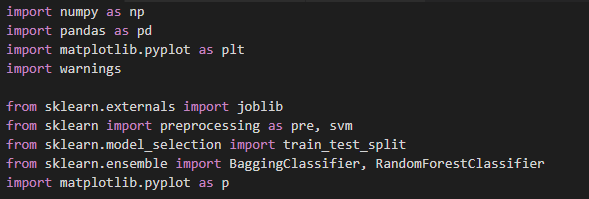 import numpy as np
import pandas as pd
import matplotlib.pyplot as plt
import warnings
from sklearn.externals import joblib
from sklearn import preprocessing as pre, svm
from sklearn.model_selection import train_test_split
from sklearn.ensemble import BaggingClassifier, RandomForestClassifier
import matplotlib.pyplot as p